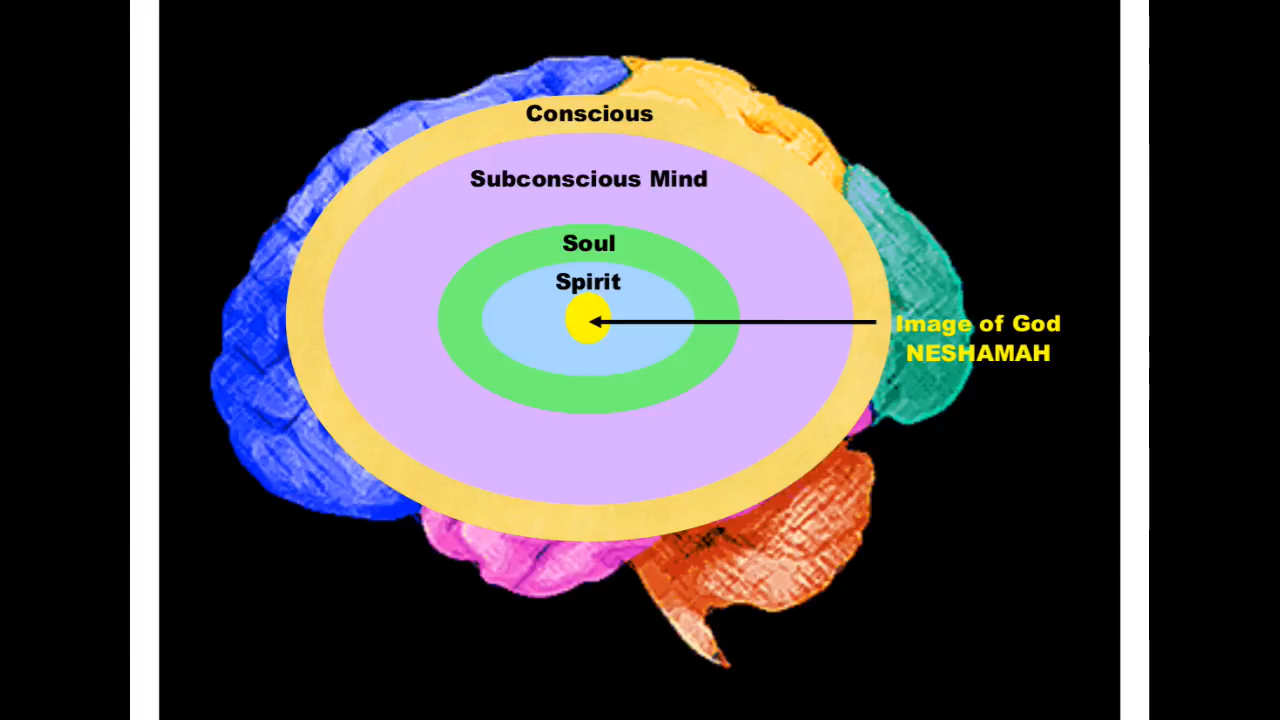 Conscious
Subconscious Mind
Soul
Spirit
Image of God
NESHAMAH